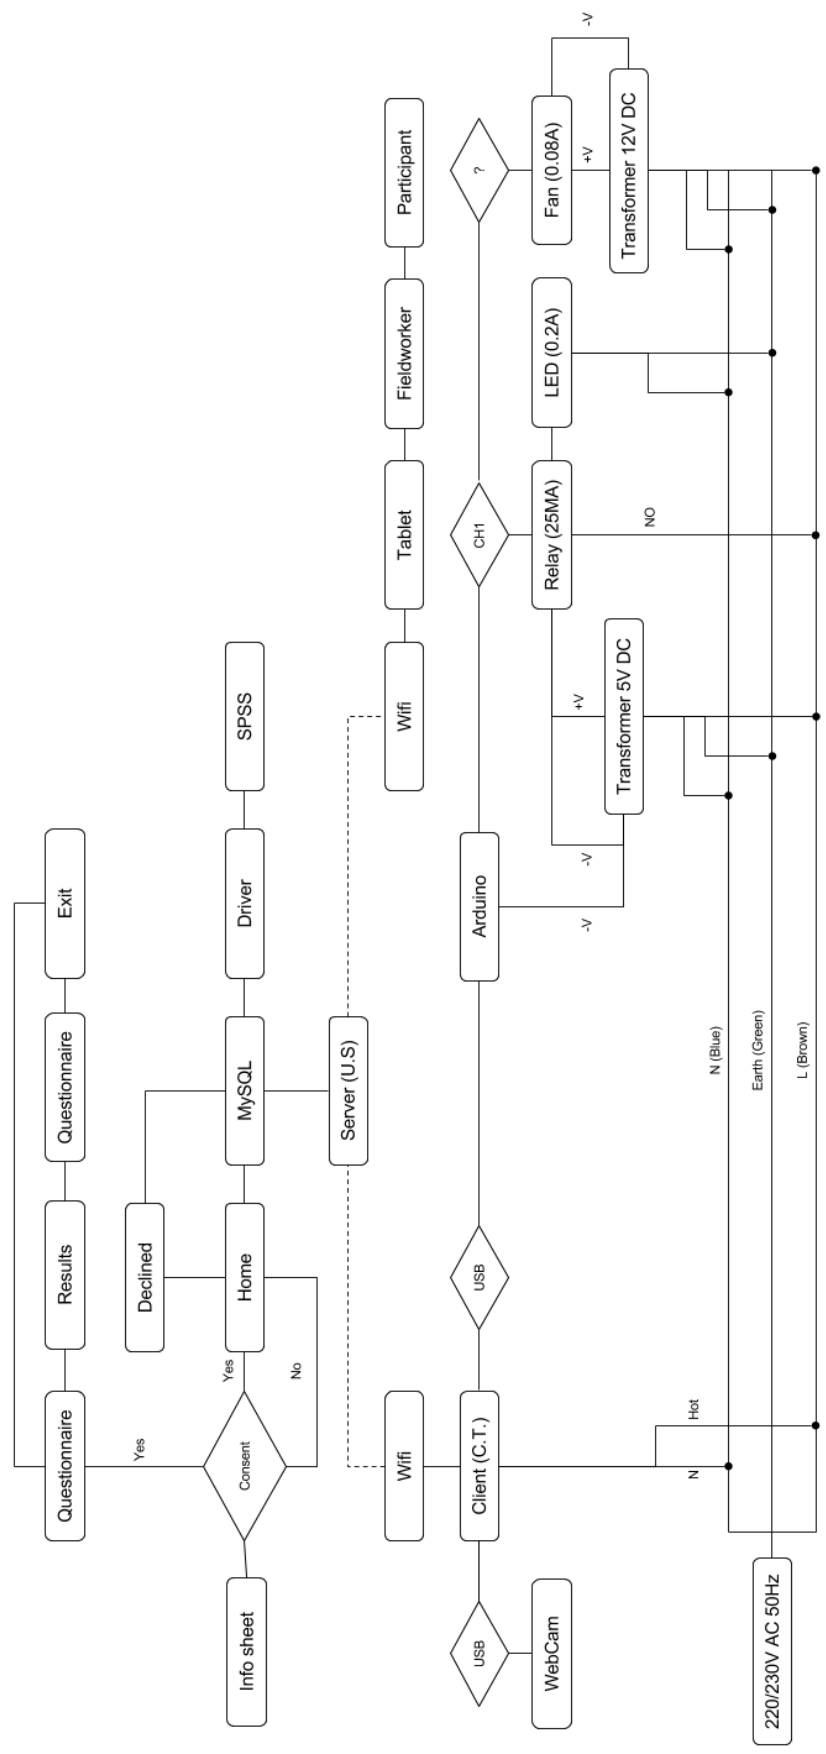 Questionnaire
Results
Questionnaire
Exit
Yes
Declined
Info sheet
Consent
Yes
No
Home
MySQL
Driver
SPSS
Server (U.S)
Wifi
Wifi
Tablet
Fieldworker
Participant
USB
Client (C.T.)
USB
Arduino
CH1
?
WebCam
Relay (25MA)
LED (0.2A)
Fan (0.08A)
-V
-V
+V
+V
-V
Transformer 5V DC
Transformer 12V DC
NO
N
Hot
N (Blue)
Earth (Green)
L (Brown)
220/230V AC 50Hz